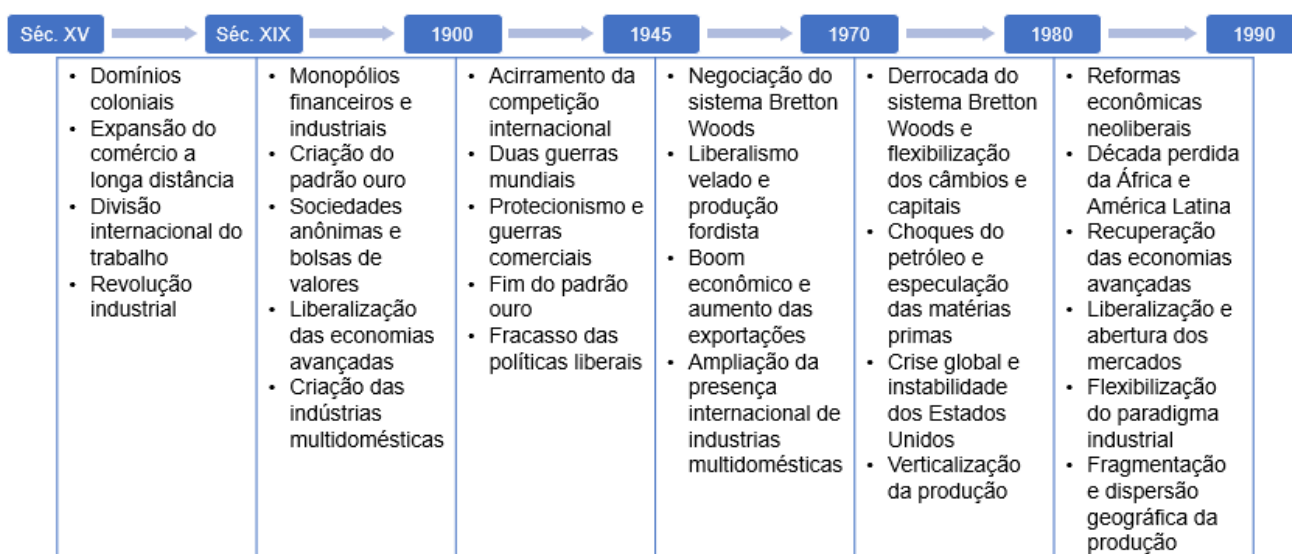 Séc. XV
Séc. XIX
1900
1945
1970
1980
1990
• Domínios
coloniais
• Expansão do
comércio a
longa distância
• Divisão
internacional do
trabalho
• Revolução
industrial
• Monopólios
financeiros e
industriais
• Criação do
padrão ouro
• Sociedades
anônimas e
bolsas de
valores
• Liberalização
das economias
avançadas
• Criação das
indústrias
multidomésticas
• Acirramento da
competição
internacional
• Duas guerras
mundiais
• Protecionismo e
guerras
comerciais
• Fim do padrão
ouro
• Fracasso das
políticas liberais
• Negociação do
sistema Bretton
Woods
• Liberalismo
velado e
produção
fordista
• Boom
econômico e
aumento das
exportações
• Ampliação da
presença
internacional de
industrias
multidomésticas
• Derrocada do
sistema Bretton
Woods e
flexibilização
dos câmbios e
capitais
• Choques do
petróleo e
especulação
das matérias
primas
• Crise global e
instabilidade
dos Estados
Unidos
• Verticalização
da produção
• Reformas
econômicas
neoliberais
• Década perdida
da África e
América Latina
• Recuperação
das economias
avançadas
• Liberalização e
abertura dos
mercados
• Flexibilização
do paradigma
industrial
• Fragmentação
e dispersão
geográfica da
produção